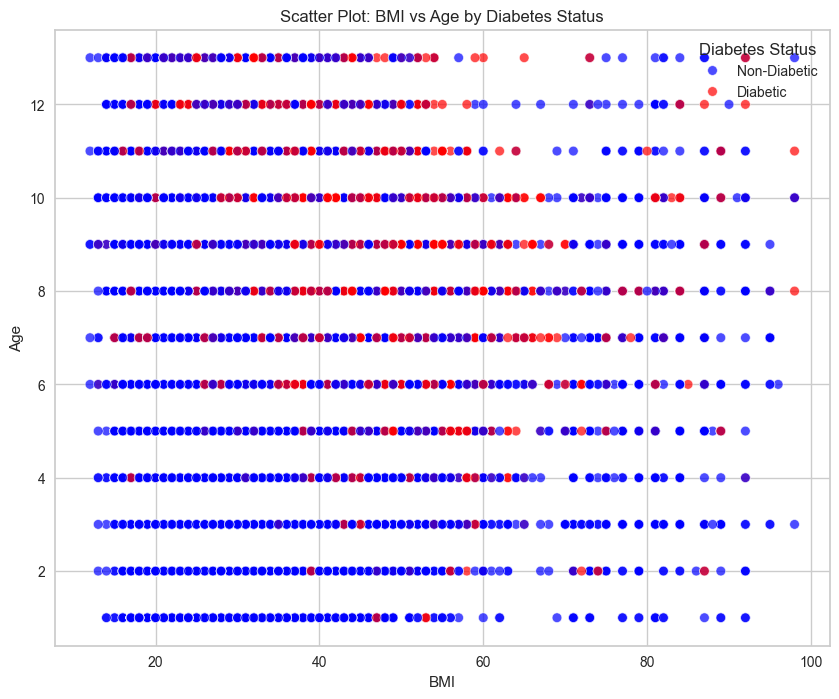 Scatter Plot: BMI vs Age by Diabetes Status
Diabetes Status
Non-Diabetic
Diabetic
12
10
8
6
4
2
Age
20
40
60
80
100
BMI